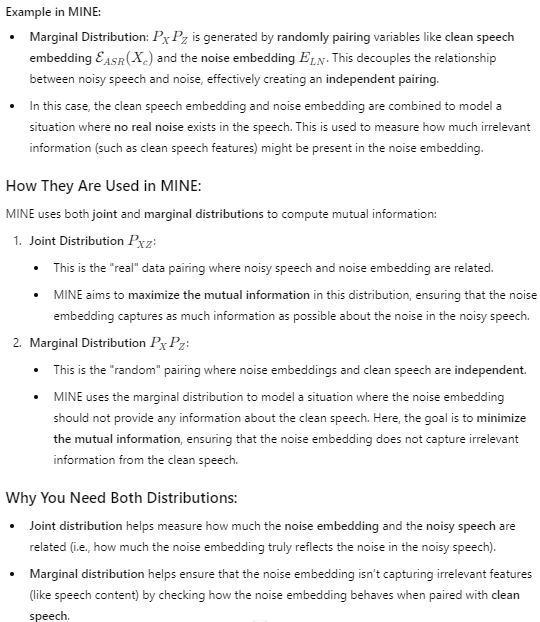 Example in MINE:
• Marginal Distribution: P_X P_Z is generated by randomly pairing variables like clean speech
embedding ℰ_ASR(X_c) and the noise embedding E_LN. This decouples the relationship
between noisy speech and noise, effectively creating an independent pairing.
• In this case, the clean speech embedding and noise embedding are combined to model a
situation where no real noise exists in the speech. This is used to measure how much irrelevant
information (such as clean speech features) might be present in the noise embedding.
How They Are Used in MINE:
MINE uses both joint and marginal distributions to compute mutual information:
1. Joint Distribution P_XZ:
• This is the "real" data pairing where noisy speech and noise embedding are related.
• MINE aims to maximize the mutual information in this distribution, ensuring that the noise
embedding captures as much information as possible about the noise in the noisy speech.
2. Marginal Distribution P_X P_Z:
• This is the "random" pairing where noise embeddings and clean speech are independent.
• MINE uses the marginal distribution to model a situation where the noise embedding
should not provide any information about the clean speech. Here, the goal is to minimize
the mutual information, ensuring that the noise embedding does not capture irrelevant
information from the clean speech.
Why You Need Both Distributions:
• Joint distribution helps measure how much the noise embedding and the noisy speech are
related (i.e., how much the noise embedding truly reflects the noise in the noisy speech).
• Marginal distribution helps ensure that the noise embedding isn't capturing irrelevant features
(like speech content) by checking how the noise embedding behaves when paired with clean
speech.